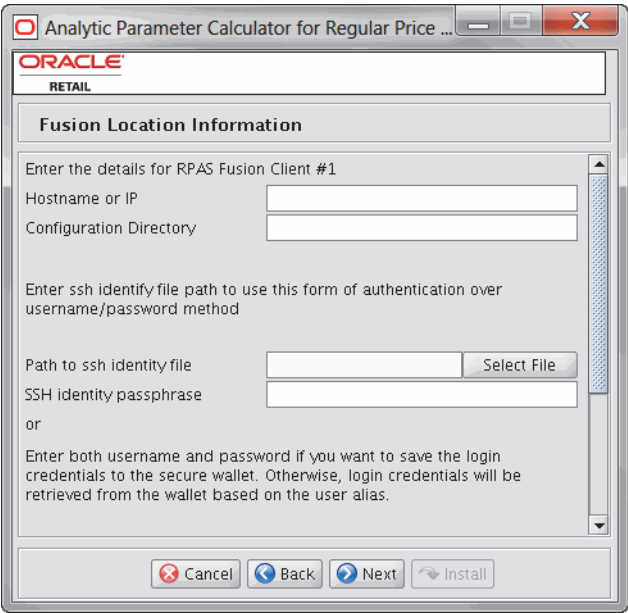 Analytic Parameter Calculator for Regular Price ...
ORACLE
RETAIL
Fusion Location Information
Enter the details for RPAS Fusion Client #1
Hostname or IP
Configuration Directory
Enter ssh identify file path to use this form of authentication over
username/password method
Path to ssh identity file Select File
SSH identity passphrase
or
Enter both username and password if you want to save the login
credentials to the secure wallet. Otherwise, login credentials will be
retrieved from the wallet based on the user alias.
Cancel Back Next Install